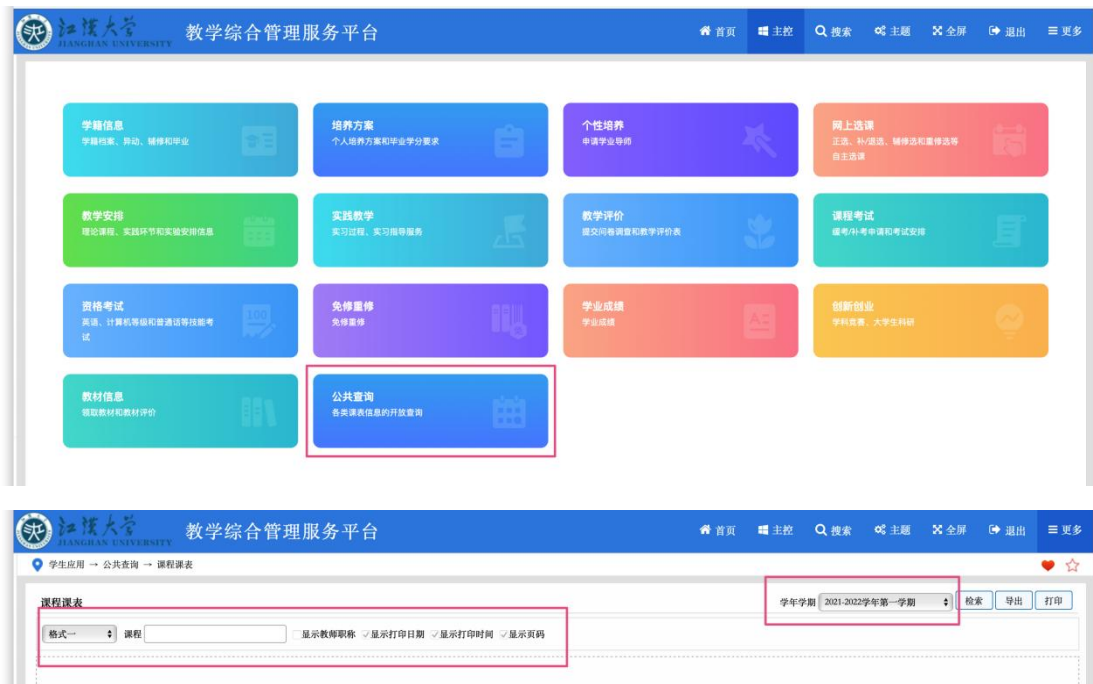 江汉大学 JIANGHAN UNIVERSITY 教学综合管理服务平台 首页 主控 搜索 主题 全屏 退出 更多
学籍信息
学籍档案、异动、辅修和毕业
培养方案
个人培养方案和毕业学分要求
个性培养
申请学业导师
网上选课
正选、补/退选、辅修选和重修选等
自主选课
教学安排
理论课程、实践环节和实验安排信息
实践教学
实习过程、实习指导服务
教学评价
提交问卷调查和教学评价表
课程考试
缓考/补考申请和考试安排
资格考试
英语、计算机等级和普通话等技能考
试
100
免修重修
免修重修
学业成绩
学业成绩
创新创业
学科竞赛、大学生科研
教材信息
领取教材和教材评价
公共查询
各类课表信息的开放查询
江汉大学 JIANGHAN UNIVERSITY 教学综合管理服务平台 首页 主控 搜索 主题 全屏 退出 更多
学生应用 → 公共查询 → 课程课表
课程课表 学年学期 2021-2022学年第一学期 检索 导出 打印
格式一 课程 显示教师职称 显示打印日期 显示打印时间 显示页码